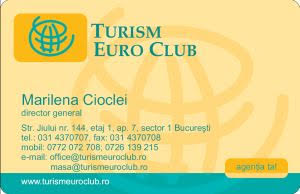 TURISM
EURO CLUB
Marilena Cioclei
director general
Str. Jiului nr. 144, etaj 1, ap. 7, sector 1 București
tel.: 031 4370707, fax: 031 4370708
mobil: 0772 072 708; 0726 139 215
e-mail: office@turismeuroclub.ro
masa@turismeuroclub.ro
agenția ta!
www.turismeuroclub.ro